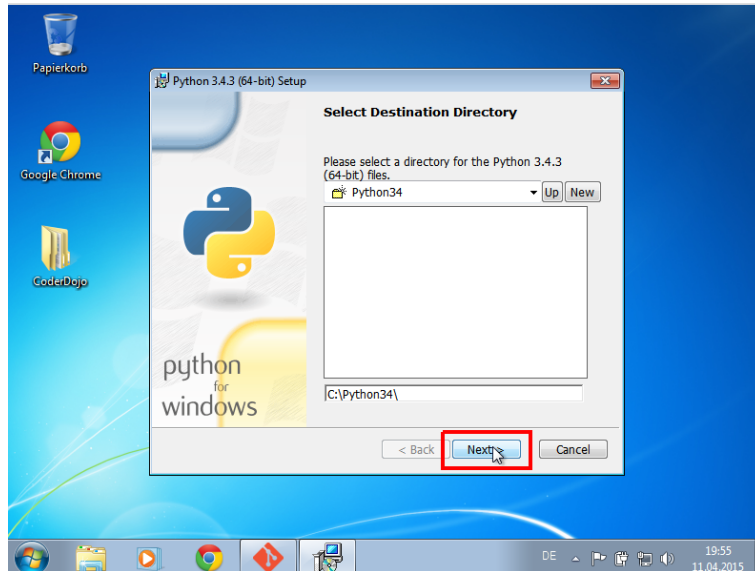 Papierkorb
Google Chrome
CoderDojo
Python 3.4.3 (64-bit) Setup
Select Destination Directory
Please select a directory for the Python 3.4.3
(64-bit) files.
Python34
Up
New
C:\Python34\
python
for
windows
< Back
Next >
Cancel
DE
19:55
11.04.2015